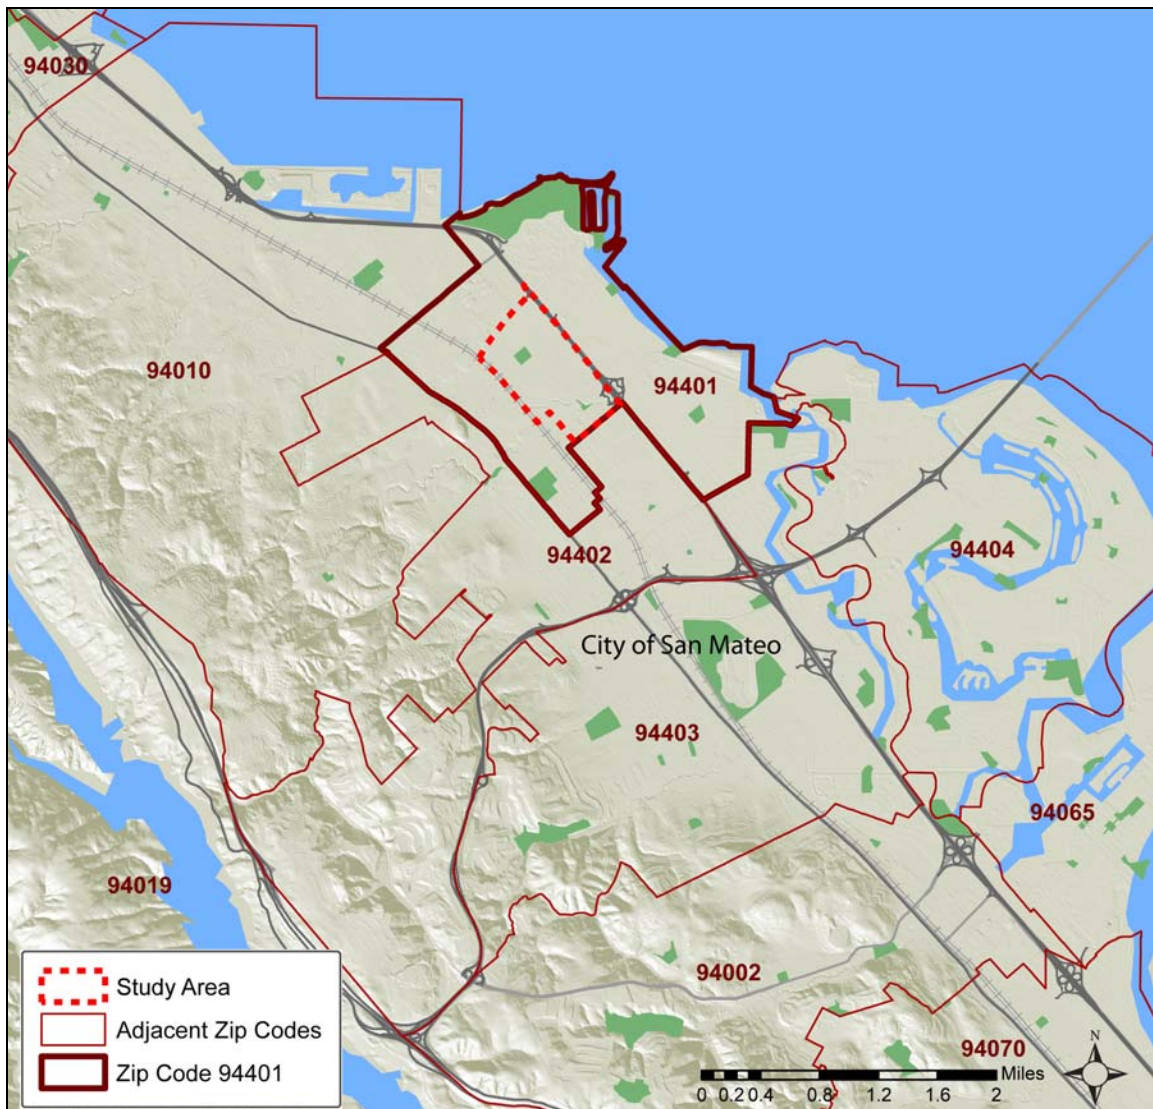 94030
94010
94401
94402
94404
City of San Mateo
94403
94065
94019
94002
94070
Study Area
Adjacent Zip Codes
Zip Code 94401
N
Miles
0 0.2 0.4 0.8 1.2 1.6 2